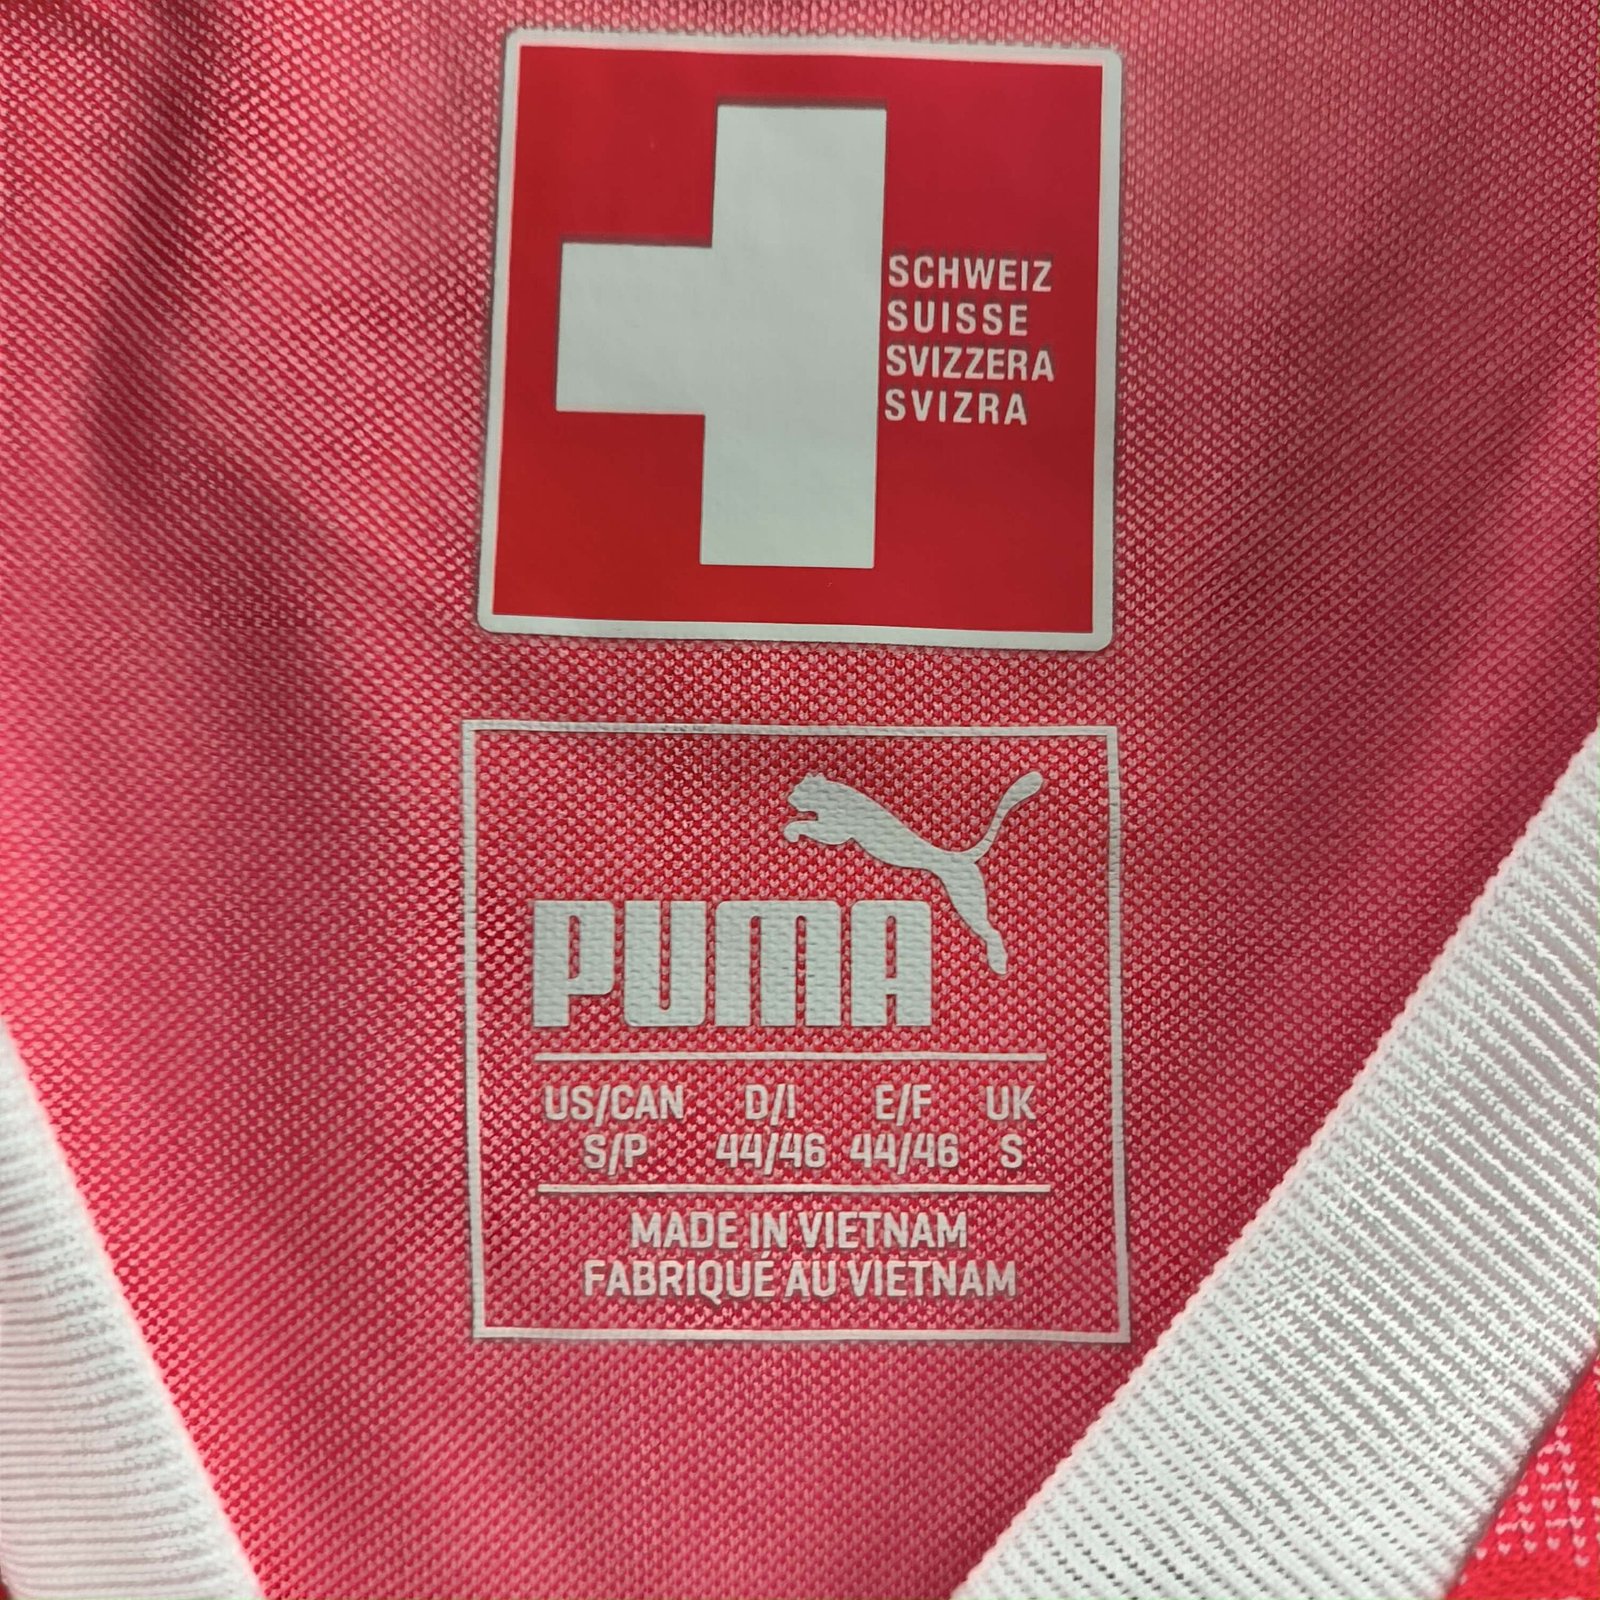 SCHWEIZ
SUISSE
SVIZZERA
SVIZRA
PUMA
US/CAN D/I E/F UK
S/P 44/46 44/46 S
MADE IN VIETNAM
FABRIQUÉ AU VIETNAM